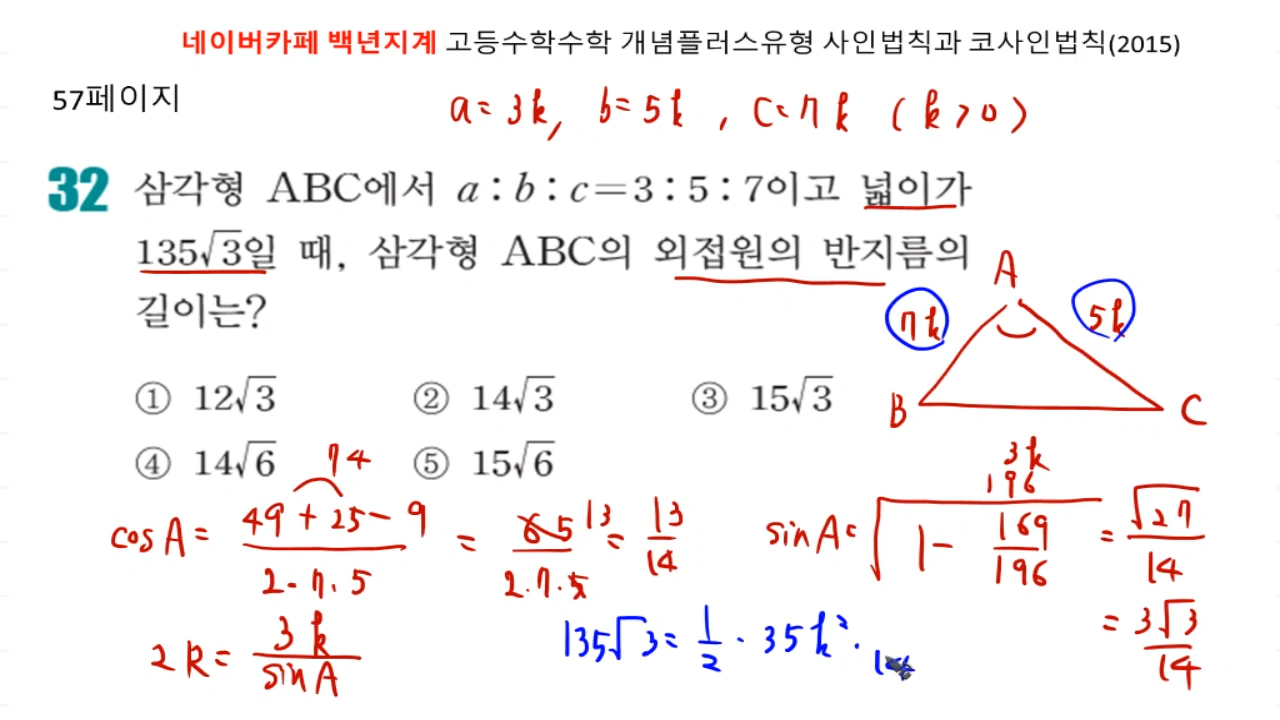 네이버카페 백년지계 고등수학수학 개념플러스유형 사인법칙과 코사인법칙(2015)
57페이지
a=3k, b=5k, c=7k (k>0)
32 삼각형 ABC에서 a:b:c=3:5:7이고 넓이가
135√3일 때, 삼각형 ABC의 외접원의 반지름의
길이는?
A
7k 5k
B C
3k
① 12√3 ② 14√3 ③ 15√3
④ 14√6 ⑤ 15√6
74
cosA= (49+25-9)/(2·7·5) = 65/(2·7·5) 13 = 13/14
196
sinA= √(1-169/196) = √27/14
= 3√3/14
2R= 3k/sinA
135√3= 1/2 · 35k² ·